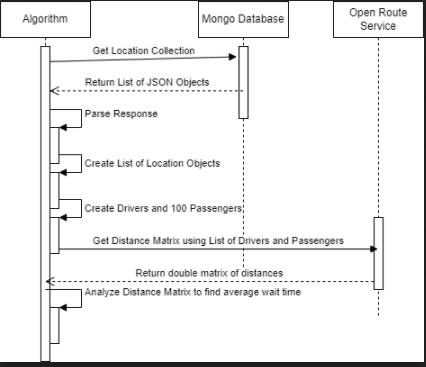 Algorithm
Mongo Database
Open Route
Service
Get Location Collection
Return List of JSON Objects
Parse Response
Create List of Location Objects
Create Drivers and 100 Passengers
Get Distance Matrix using List of Drivers and Passengers
Return double matrix of distances
Analyze Distance Matrix to find average wait time